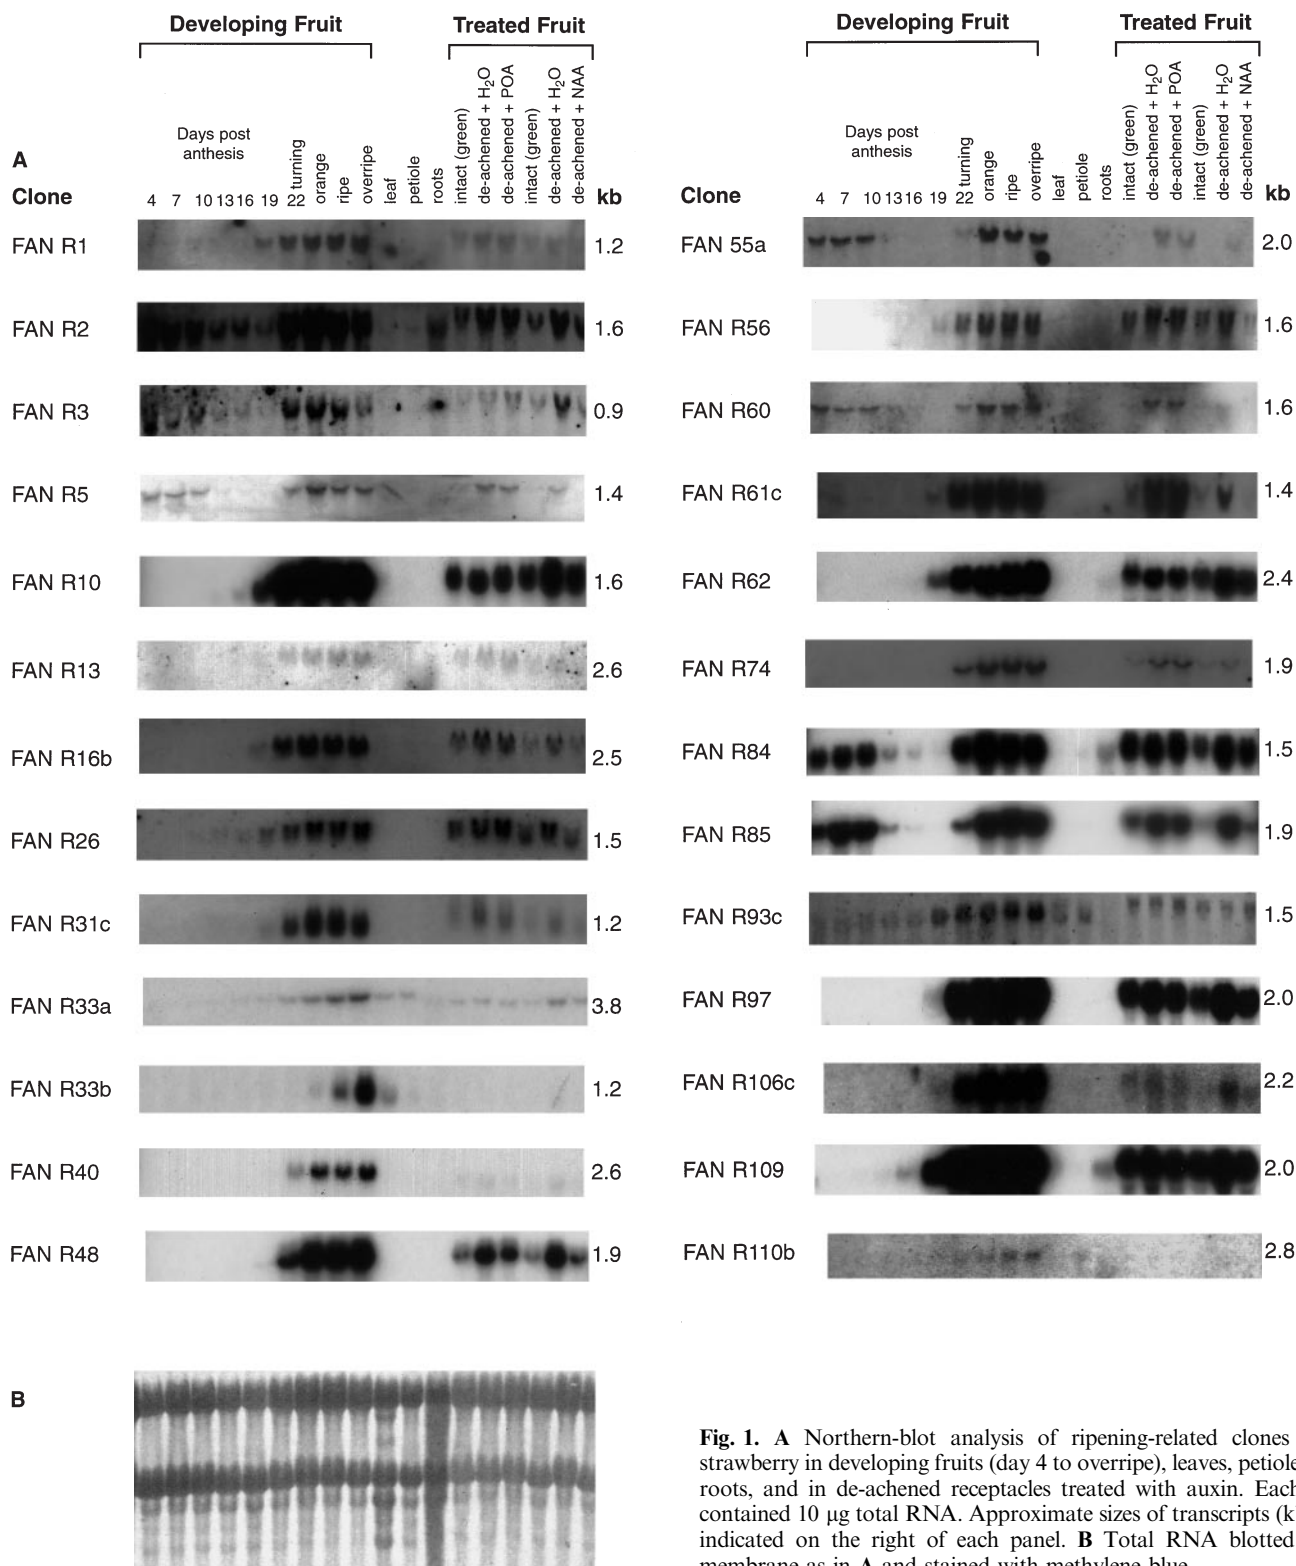 Developing Fruit
Treated Fruit
Days post
anthesis
A
Clone
4 7 10 13 16 19 22 turning orange ripe overripe leaf petiole roots intact (green) de-achened + H2O de-achened + POA intact (green) de-achened + H2O de-achened + NAA kb
FAN R1 1.2
FAN R2 1.6
FAN R3 0.9
FAN R5 1.4
FAN R10 1.6
FAN R13 2.6
FAN R16b 2.5
FAN R26 1.5
FAN R31c 1.2
FAN R33a 3.8
FAN R33b 1.2
FAN R40 2.6
FAN R48 1.9
Developing Fruit
Treated Fruit
Days post
anthesis
Clone
4 7 10 13 16 19 22 turning orange ripe overripe leaf petiole roots intact (green) de-achened + H2O de-achened + POA intact (green) de-achened + H2O de-achened + NAA kb
FAN 55a 2.0
FAN R56 1.6
FAN R60 1.6
FAN R61c 1.4
FAN R62 2.4
FAN R74 1.9
FAN R84 1.5
FAN R85 1.9
FAN R93c 1.5
FAN R97 2.0
FAN R106c 2.2
FAN R109 2.0
FAN R110b 2.8
B
Fig. 1. A Northern-blot analysis of ripening-related clones
strawberry in developing fruits (day 4 to overripe), leaves, petiole
roots, and in de-achened receptacles treated with auxin. Each
contained 10 μg total RNA. Approximate sizes of transcripts (k
indicated on the right of each panel. B Total RNA blotted
membrane as in A and stained with methylene blue